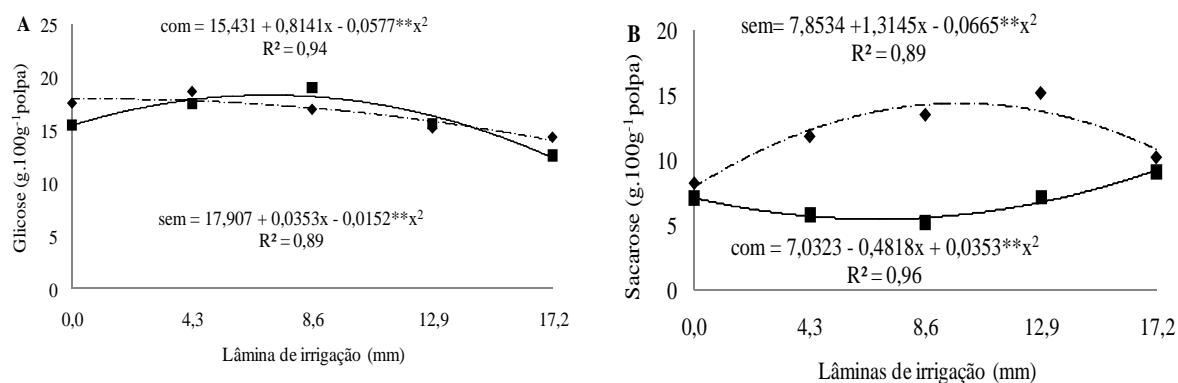 A
com = 15,431 + 0,8141x - 0,0577**x²
R² = 0,94
25
20
15
10
5
0
Glicose (g.100g⁻¹polpa)
sem = 17,907 + 0,0353x - 0,0152**x²
R² = 0,89
0,0 4,3 8,6 12,9 17,2
Lâmina de irrigação (mm)
B
sem= 7,8534 +1,3145x - 0,0665**x²
R² = 0,89
20
15
10
5
0
Sacarose (g.100g⁻¹polpa)
com = 7,0323 - 0,4818x + 0,0353**x²
R² = 0,96
0,0 4,3 8,6 12,9 17,2
Lâminas de irrigação (mm)